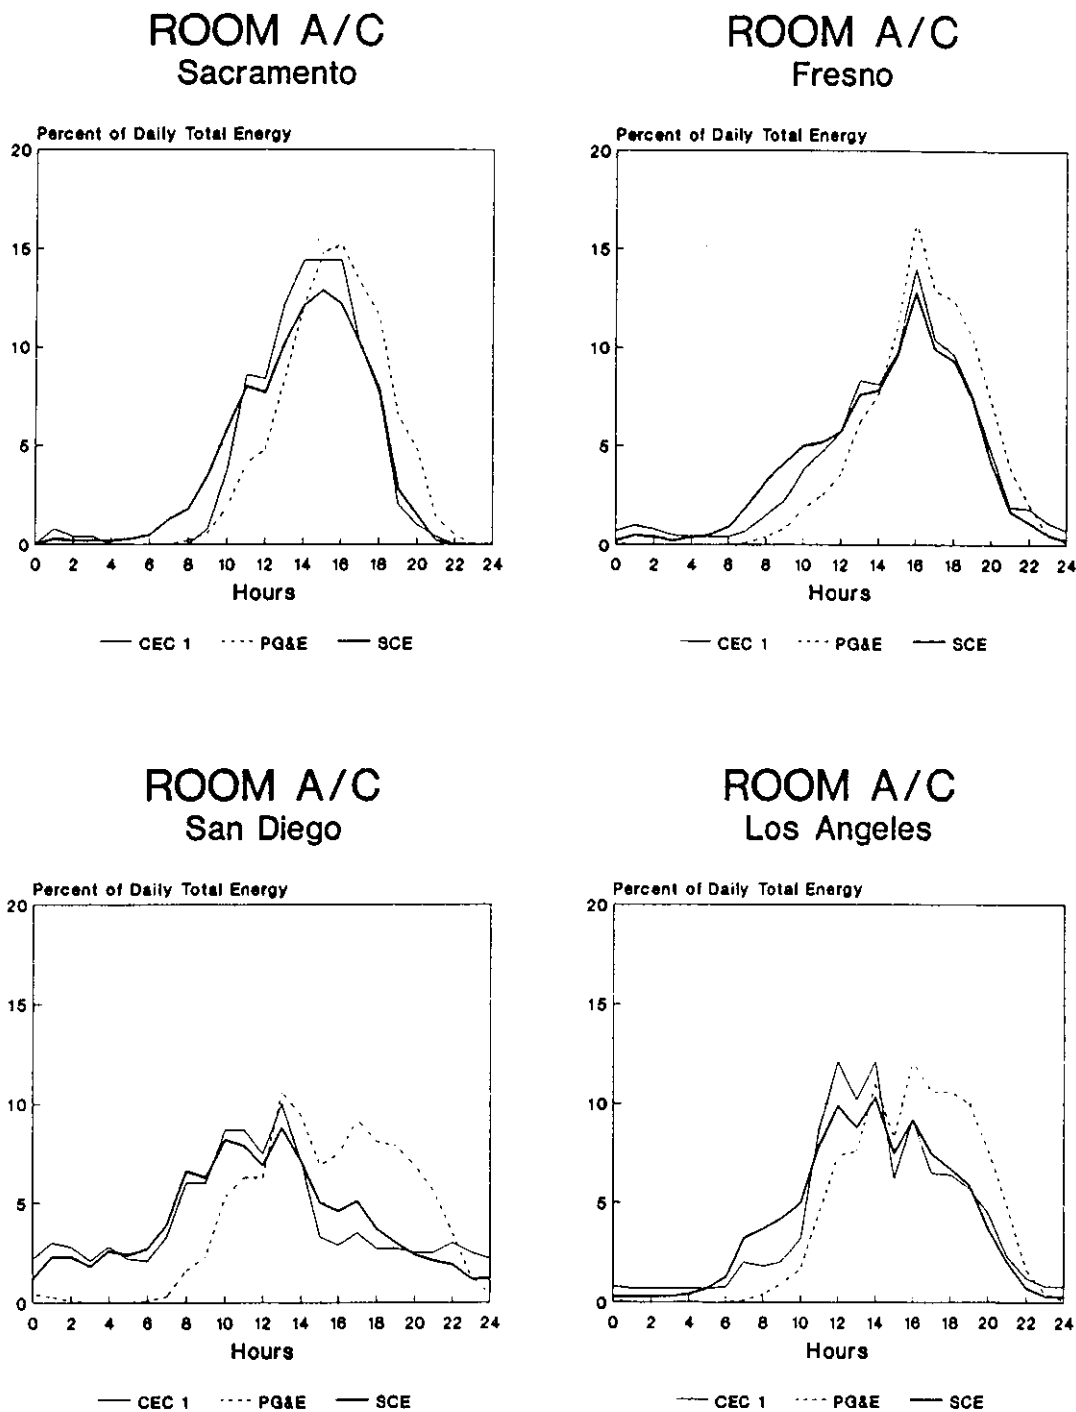 ROOM A/C
Sacramento
Percent of Daily Total Energy
20
15
10
5
0
0 2 4 6 8 10 12 14 16 18 20 22 24
Hours
CEC 1 PG&E SCE
ROOM A/C
Fresno
Percent of Daily Total Energy
20
15
10
5
0
0 2 4 6 8 10 12 14 16 18 20 22 24
Hours
CEC 1 PG&E SCE
ROOM A/C
San Diego
Percent of Daily Total Energy
20
15
10
5
0
0 2 4 6 8 10 12 14 16 18 20 22 24
Hours
CEC 1 PG&E SCE
ROOM A/C
Los Angeles
Percent of Daily Total Energy
20
15
10
5
0
0 2 4 6 8 10 12 14 16 18 20 22 24
Hours
CEC 1 PG&E SCE